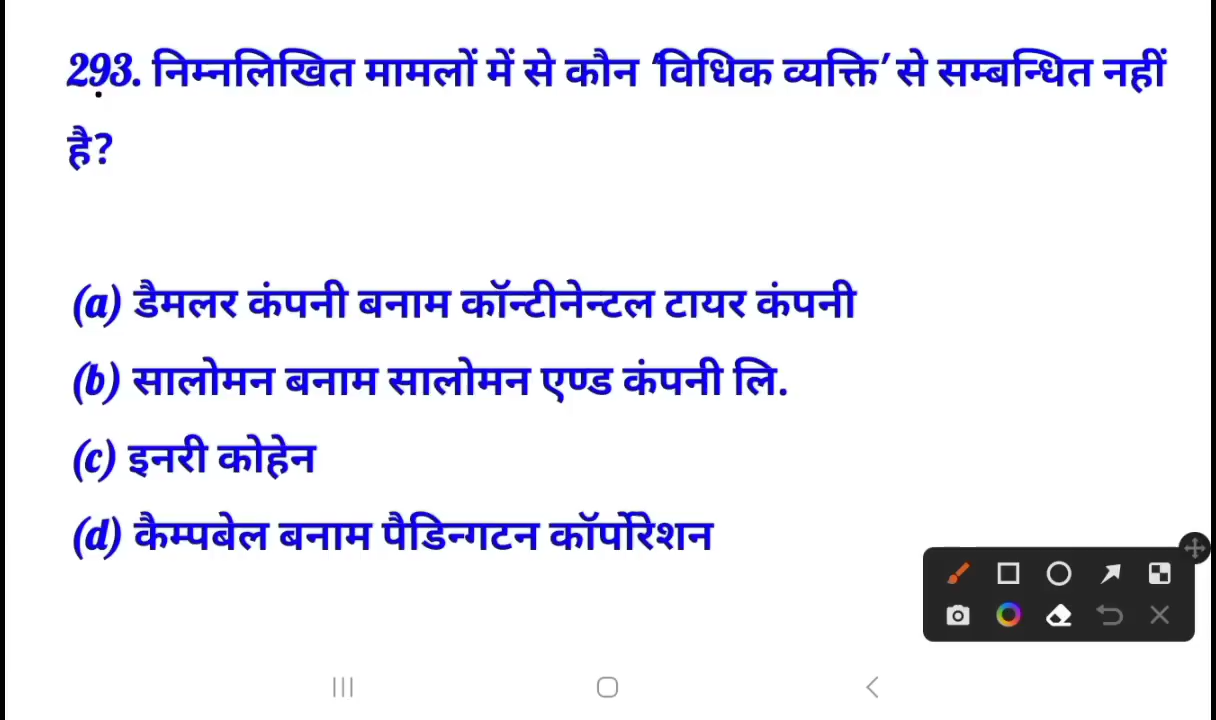 293. निम्नलिखित मामलों में से कौन 'विधिक व्यक्ति' से सम्बन्धित नहीं
है?
(a) डैमलर कंपनी बनाम कॉन्टीनेन्टल टायर कंपनी
(b) सालोमन बनाम सालोमन एण्ड कंपनी लि.
(c) इनरी कोहेन
(d) कैम्पबेल बनाम पैडिन्गटन कॉर्पोरेशन